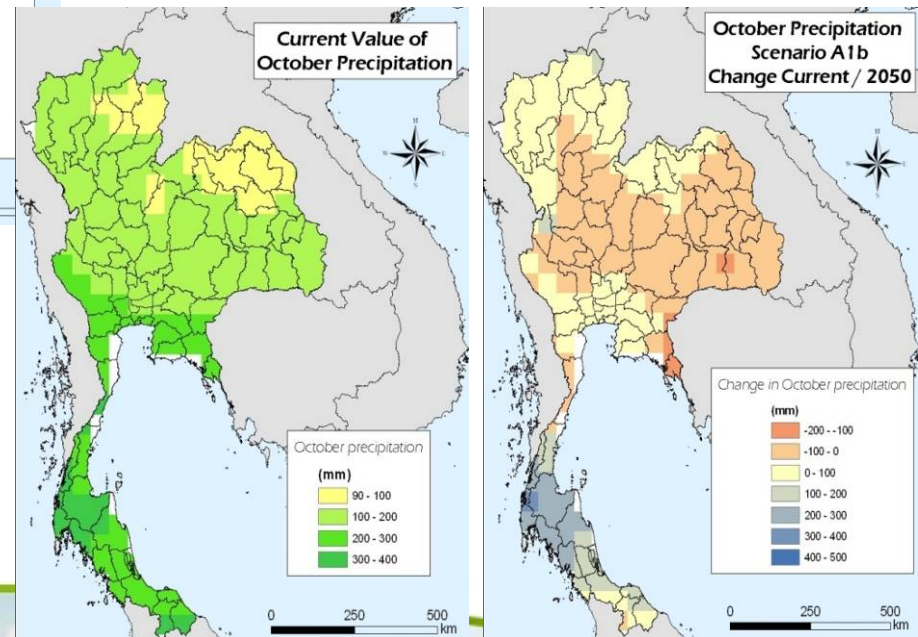 Current Value of
October Precipitation
N
W
E
S
October precipitation
(mm)
90 - 100
100 - 200
200 - 300
300 - 400
0
250
500
km
October Precipitation
Scenario A1b
Change Current / 2050
N
W
E
S
Change in October precipitation
(mm)
-200 - -100
-100 - 0
0 - 100
100 - 200
200 - 300
300 - 400
400 - 500
0
250
500
km